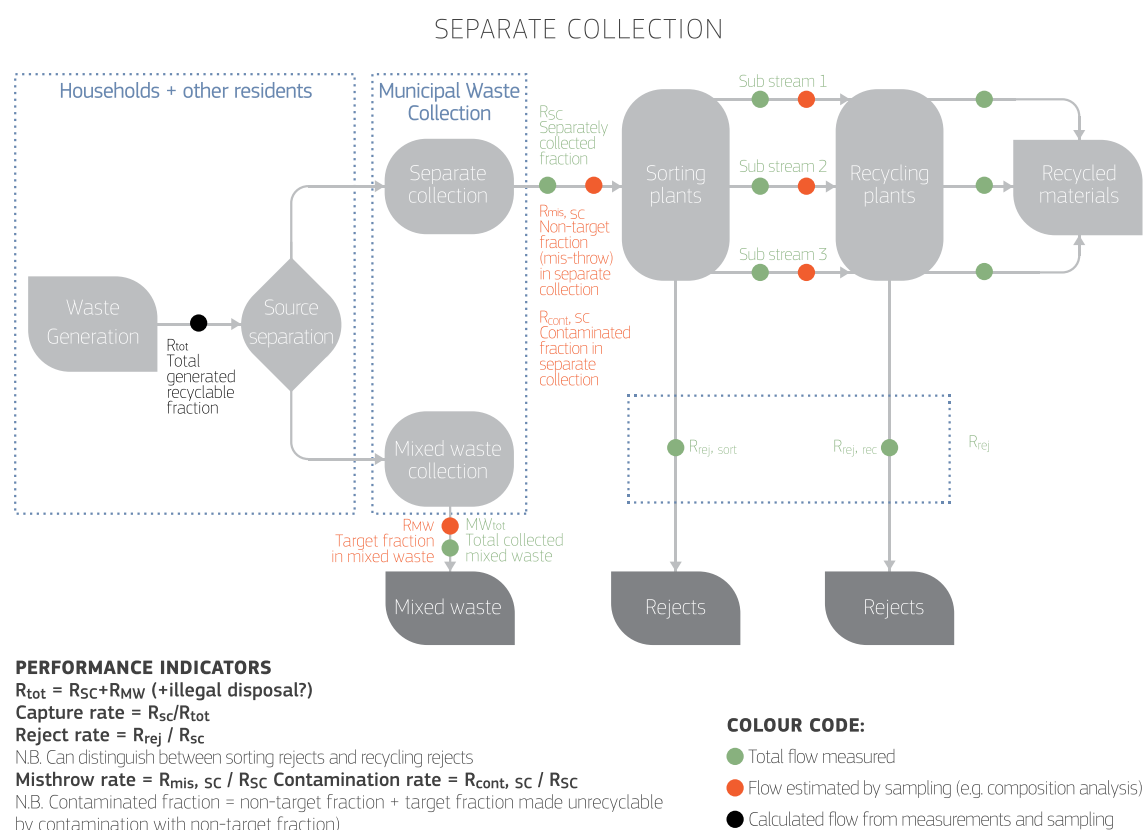 SEPARATE COLLECTION
Households + other residents
Municipal Waste
Collection
Separate
collection
RSC
Separately
collected
fraction
Rmis, SC
Non-target
fraction
(mis-throw)
in separate
collection
Rcont, SC
Contaminated
fraction in
separate
collection
Sorting
plants
Sub stream 1
Sub stream 2
Sub stream 3
Recycling
plants
Recycled
materials
Waste
Generation
Rtot
Total
generated
recyclable
fraction
Source
separation
Mixed waste
collection
Rrej, sort
Rrej, rec
Rrej
RMW
Target fraction
in mixed waste
MWtot
Total collected
mixed waste
Mixed waste
Rejects
Rejects
PERFORMANCE INDICATORS
Rtot = RSC+RMW (+illegal disposal?)
Capture rate = Rsc/Rtot
Reject rate = Rrej / Rsc
N.B. Can distinguish between sorting rejects and recycling rejects
Misthrow rate = Rmis, SC / RSC Contamination rate = Rcont, SC / RSC
N.B. Contaminated fraction = non-target fraction + target fraction made unrecyclable
by contamination with non-target fraction)
COLOUR CODE:
Total flow measured
Flow estimated by sampling (e.g. composition analysis)
Calculated flow from measurements and sampling